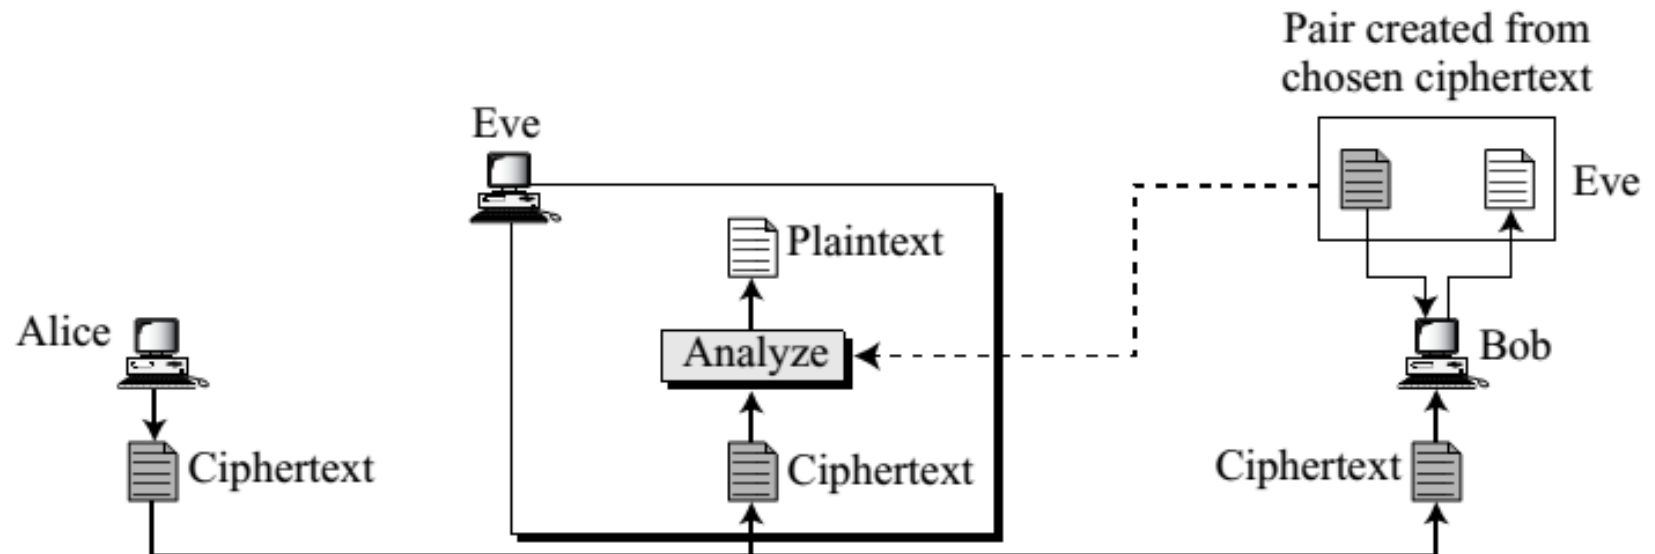 Pair created from
chosen ciphertext
Eve
Eve
Plaintext
Alice
Analyze
Bob
Ciphertext
Ciphertext
Ciphertext